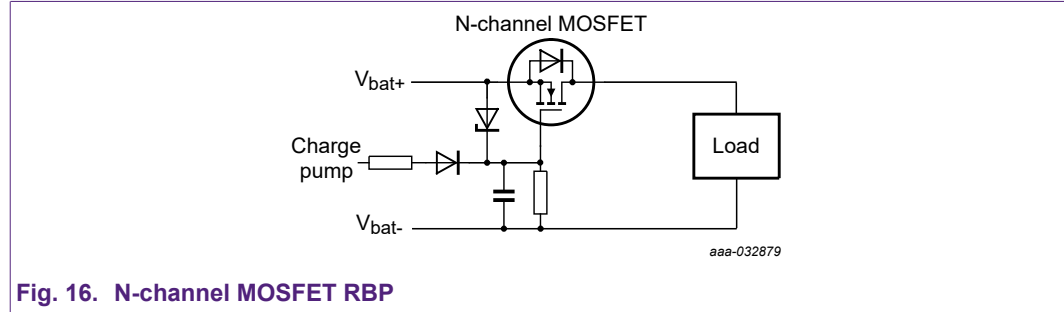 N-channel MOSFET
Vbat+
Charge
pump
Load
Vbat-
aaa-032879
Fig. 16. N-channel MOSFET RBP